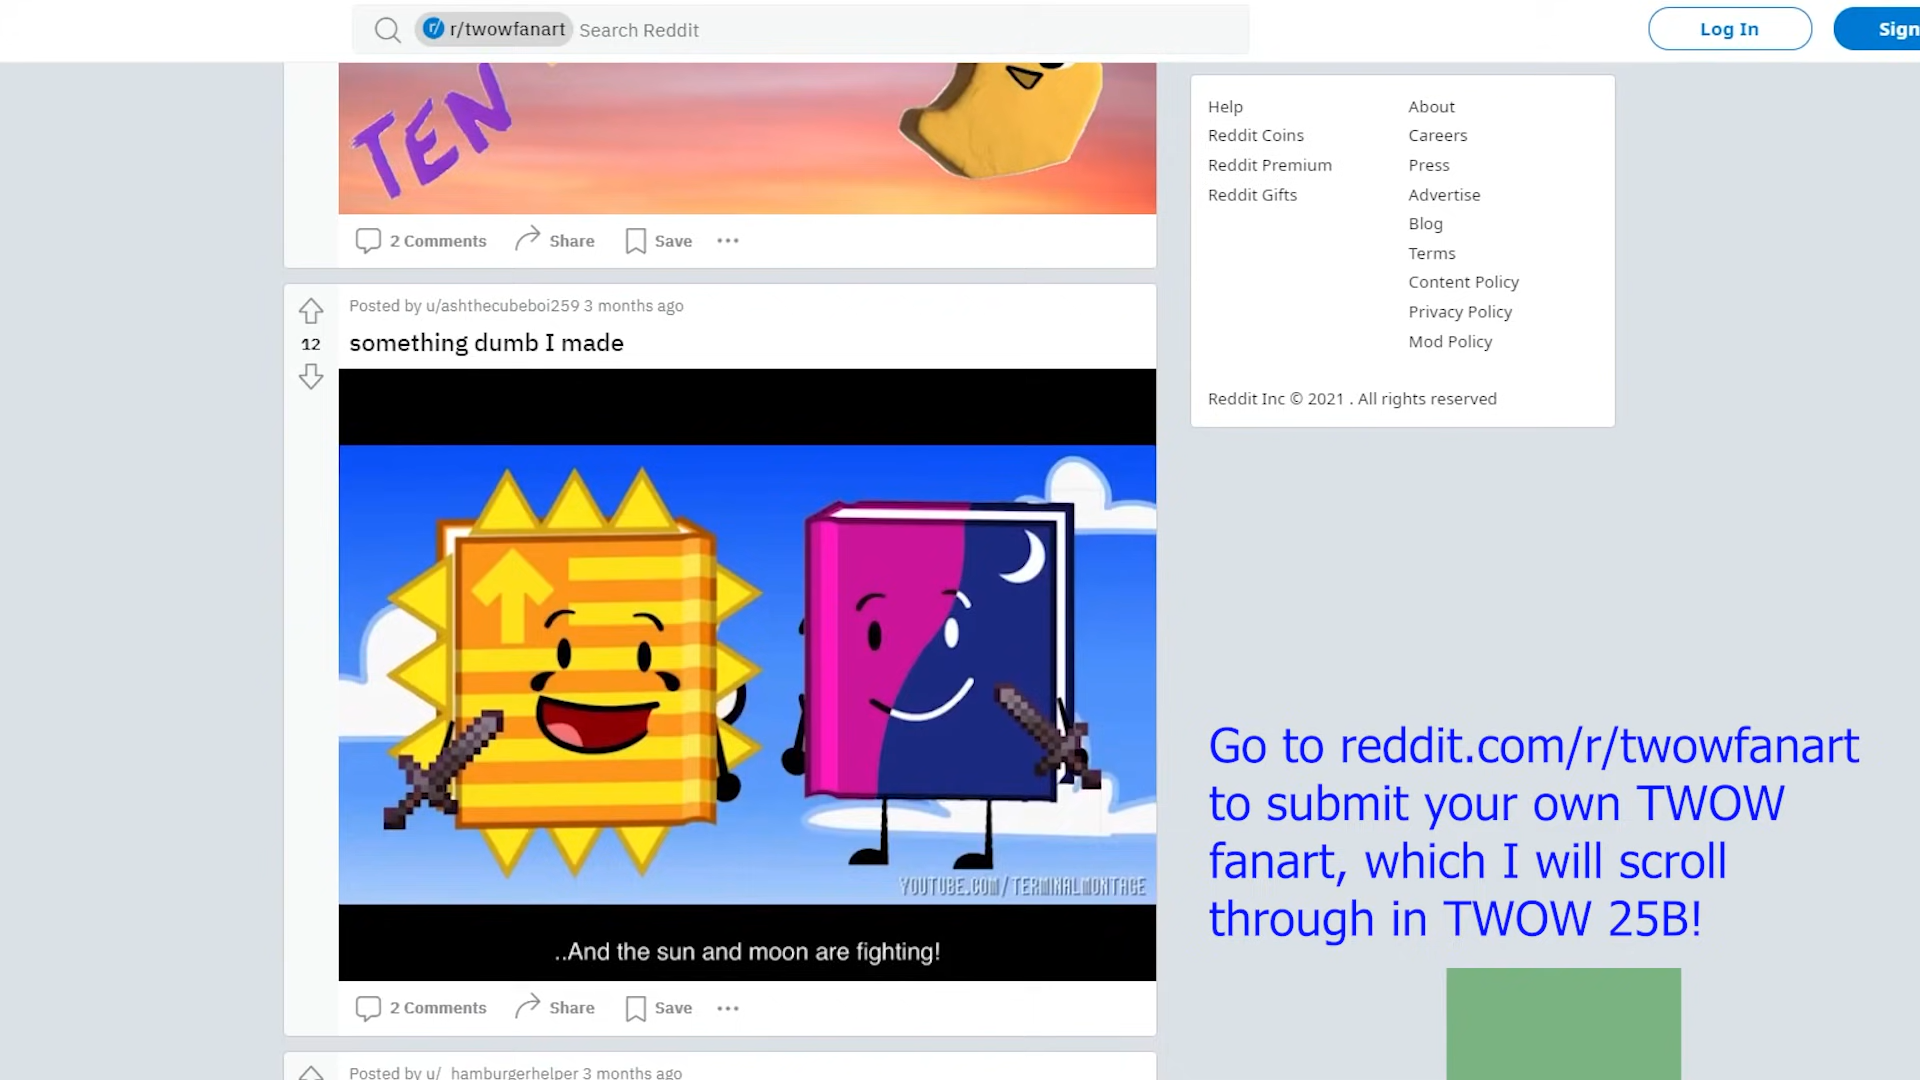 r/twowfanart Search Reddit
Log In
Sign
TEN
2 Comments Share Save
Posted by u/ashthecubeboi259 3 months ago
12
something dumb I made
YOUTUBE.COM/TERMINALMONTAGE
..And the sun and moon are fighting!
2 Comments Share Save
Posted by u/_hamburgerhelper 3 months ago
Help
Reddit Coins
Reddit Premium
Reddit Gifts
About
Careers
Press
Advertise
Blog
Terms
Content Policy
Privacy Policy
Mod Policy
Reddit Inc © 2021 . All rights reserved
Go to reddit.com/r/twowfanart
to submit your own TWOW
fanart, which I will scroll
through in TWOW 25B!